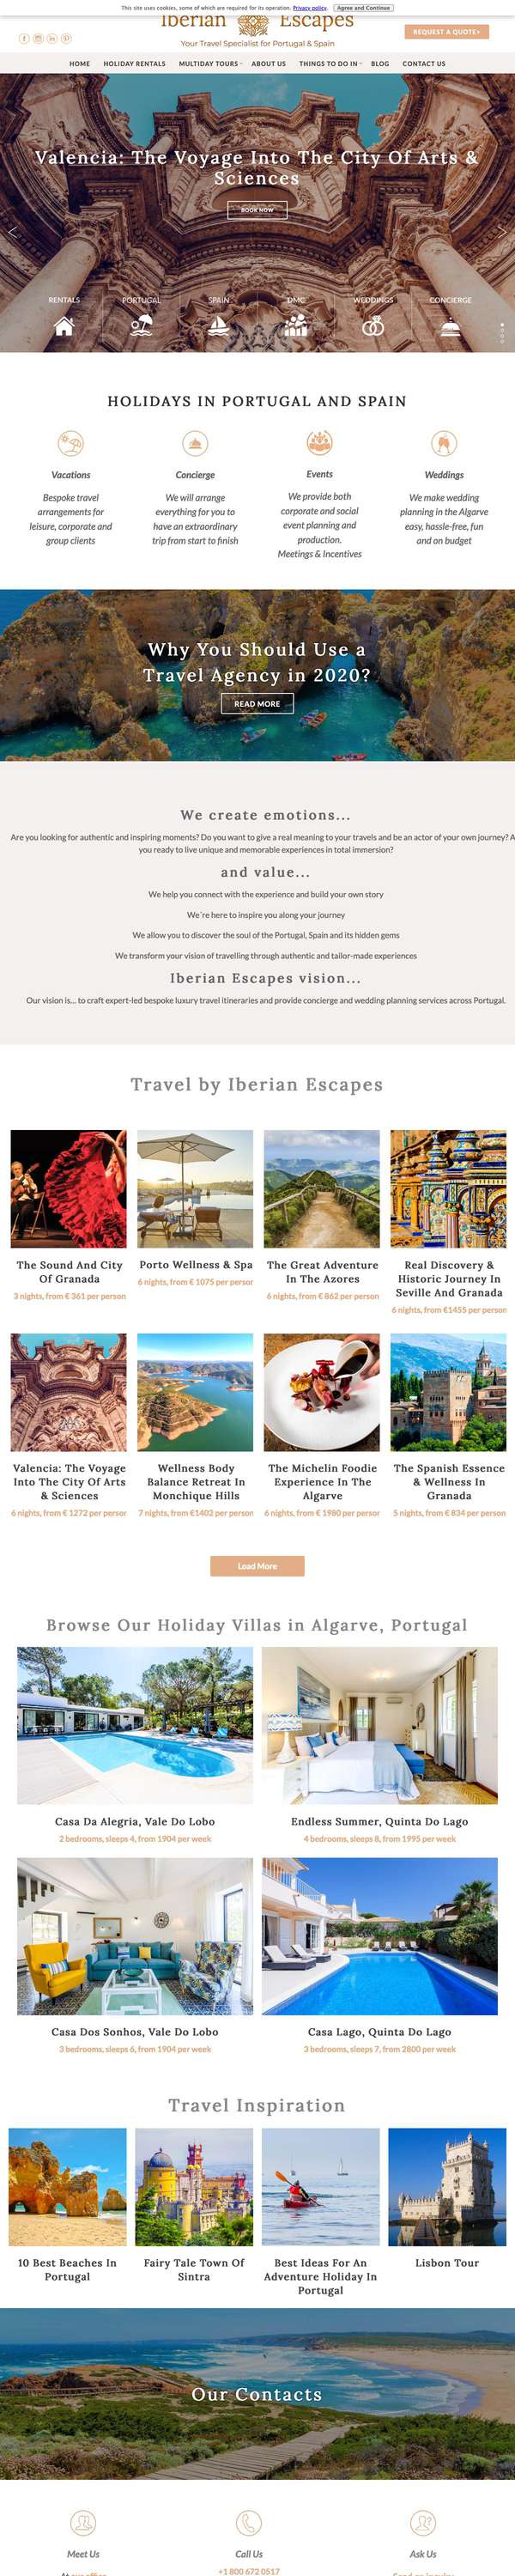 This site uses cookies, some of which are required for its operation. Privacy policy. Agree and Continue
Iberian Escapes
Your Travel Specialist for Portugal & Spain
REQUEST A QUOTE>
HOME HOLIDAY RENTALS MULTIDAY TOURS ABOUT US THINGS TO DO IN BLOG CONTACT US
Valencia: The Voyage Into The City Of Arts &
Sciences
BOOK NOW
RENTALS PORTUGAL SPAIN DMC WEDDINGS CONCIERGE
HOLIDAYS IN PORTUGAL AND SPAIN
Vacations
Bespoke travel
arrangements for
leisure, corporate and
group clients
Concierge
We will arrange
everything for you to
have an extraordinary
trip from start to finish
Events
We provide both
corporate and social
event planning and
production.
Meetings & Incentives
Weddings
We make wedding
planning in the Algarve
easy, hassle-free, fun
and on budget
Why You Should Use a
Travel Agency in 2020?
READ MORE
We create emotions...
Are you looking for authentic and inspiring moments? Do you want to give a real meaning to your travels and be an actor of your own journey? A
you ready to live unique and memorable experiences in total immersion?
and value...
We help you connect with the experience and build your own story
We´re here to inspire you along your journey
We allow you to discover the soul of the Portugal, Spain and its hidden gems
We transform your vision of travelling through authentic and tailor-made experiences
Iberian Escapes vision...
Our vision is... to craft expert-led bespoke luxury travel itineraries and provide concierge and wedding planning services across Portugal.
Travel by Iberian Escapes
The Sound And City
Of Granada
3 nights, from € 361 per person
Porto Wellness & Spa
6 nights, from € 1075 per person
The Great Adventure
In The Azores
6 nights, from € 862 per person
Real Discovery &
Historic Journey In
Seville And Granada
6 nights, from €1455 per person
Valencia: The Voyage
Into The City Of Arts
& Sciences
6 nights, from € 1272 per person
Wellness Body
Balance Retreat In
Monchique Hills
7 nights, from €1402 per person
The Michelin Foodie
Experience In The
Algarve
6 nights, from € 1980 per person
The Spanish Essence
& Wellness In
Granada
5 nights, from € 834 per person
Load More
Browse Our Holiday Villas in Algarve, Portugal
Casa Da Alegria, Vale Do Lobo
2 bedrooms, sleeps 4, from 1904 per week
Endless Summer, Quinta Do Lago
4 bedrooms, sleeps 8, from 1995 per week
Casa Dos Sonhos, Vale Do Lobo
3 bedrooms, sleeps 6, from 1904 per week
Casa Lago, Quinta Do Lago
3 bedrooms, sleeps 7, from 2800 per week
Travel Inspiration
10 Best Beaches In
Portugal
Fairy Tale Town Of
Sintra
Best Ideas For An
Adventure Holiday In
Portugal
Lisbon Tour
Our Contacts
Meet Us
Call Us
+1 800 672 0517
Ask Us